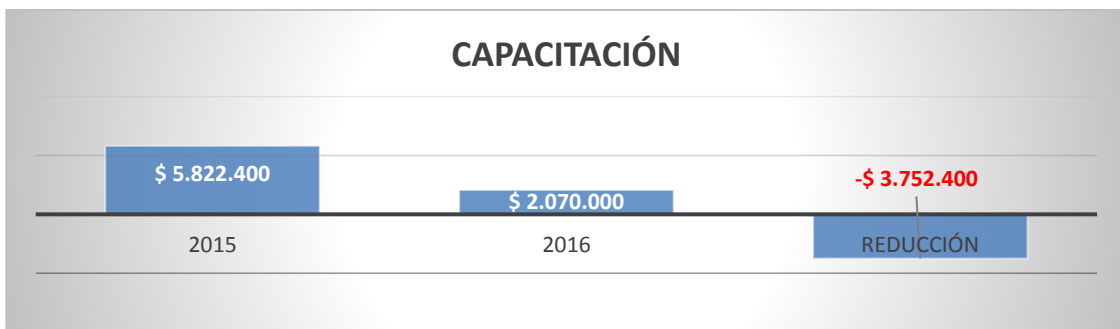 CAPACITACIÓN
$ 5.822.400
$ 2.070.000
-$ 3.752.400
2015
2016
REDUCCIÓN